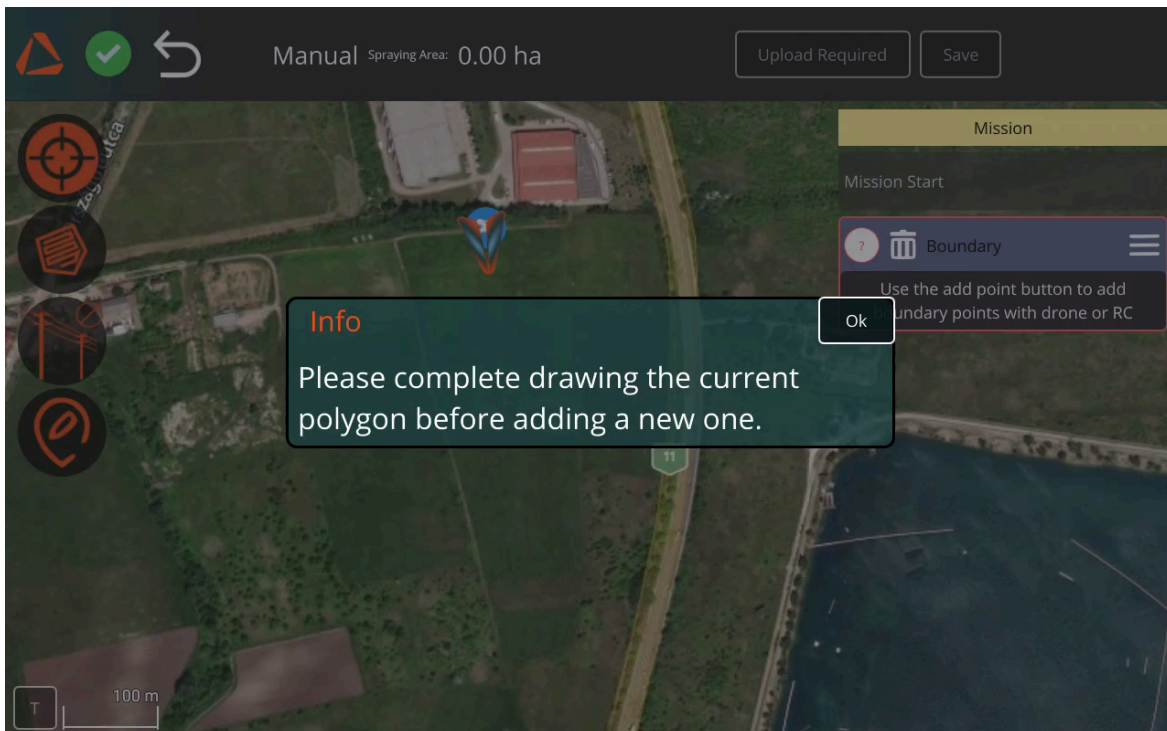 Manual Spraying Area: 0.00 ha
Upload Required
Save
Mission
Mission Start
? Boundary
Use the add point button to add
boundary points with drone or RC
Info
Ok
Please complete drawing the current
polygon before adding a new one.
11
T
100 m